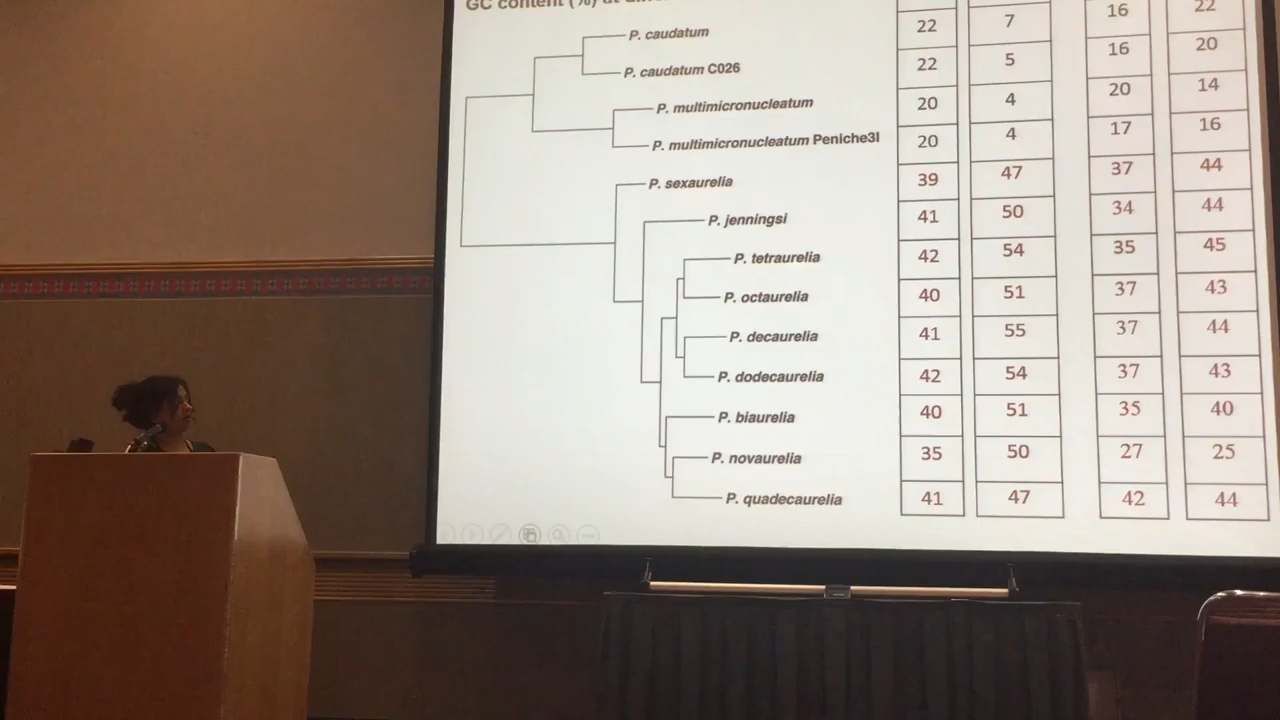 GC content (%) at
P. caudatum 22 7 16 22
P. caudatum C026 22 5 16 20
P. multimicronucleatum 20 4 20 14
P. multimicronucleatum Peniche3I 20 4 17 16
P. sexaurelia 39 47 37 44
P. jenningsi 41 50 34 44
P. tetraurelia 42 54 35 45
P. octaurelia 40 51 37 43
P. decaurelia 41 55 37 44
P. dodecaurelia 42 54 37 43
P. biaurelia 40 51 35 40
P. novaurelia 35 50 27 25
P. quadecaurelia 41 47 42 44